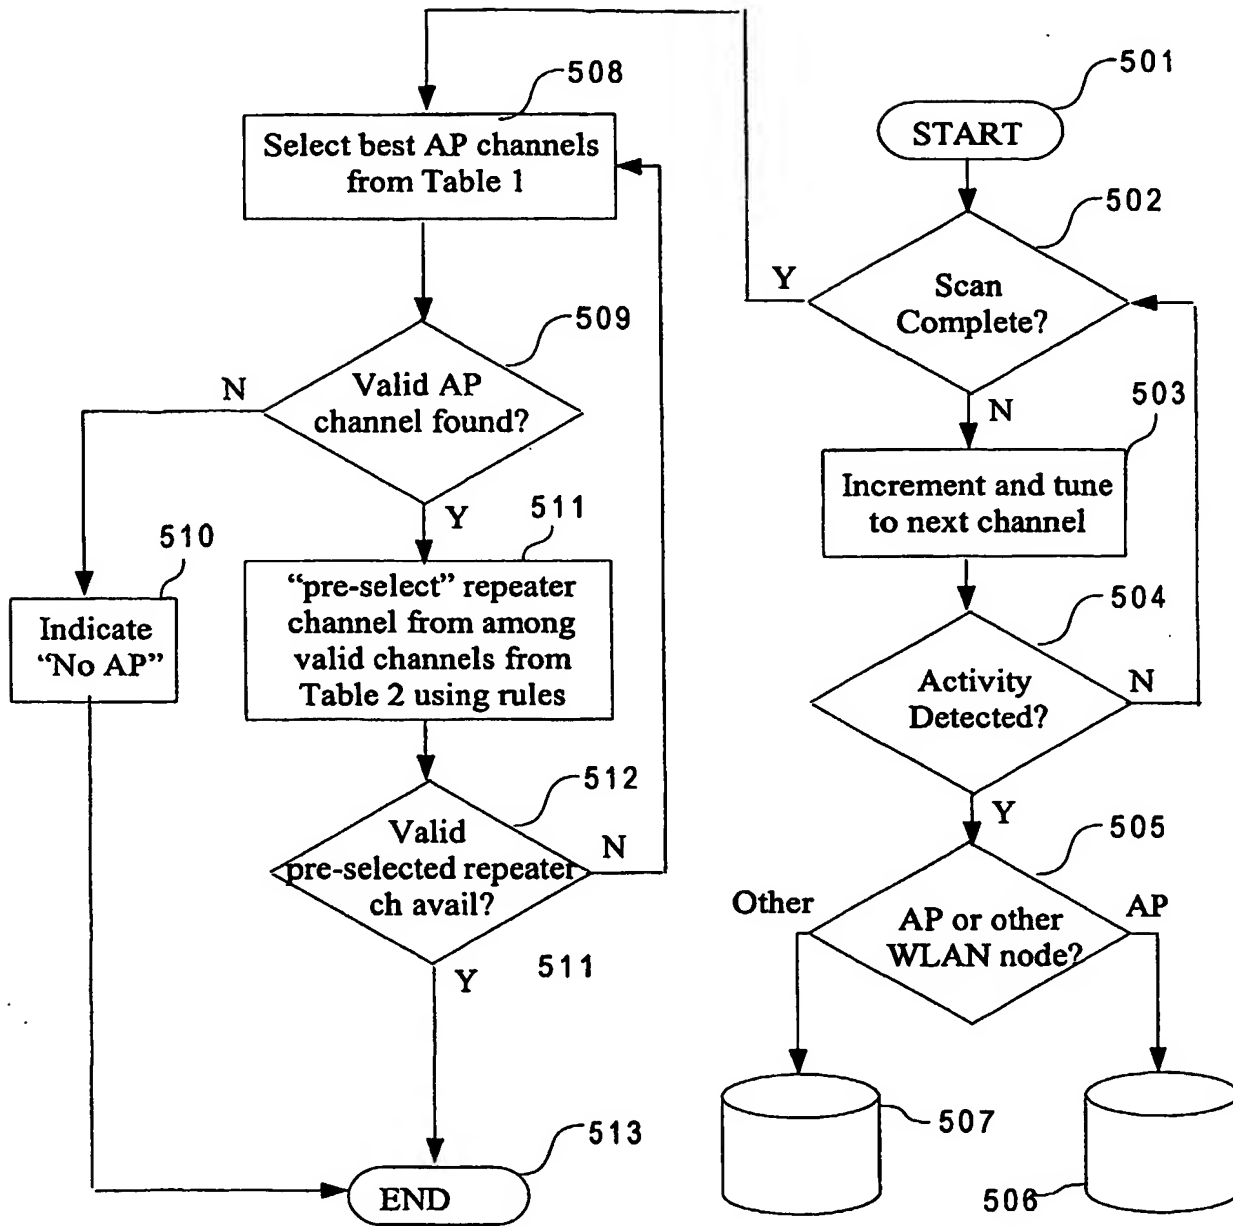 501
START
502
Scan
Complete?
Y
N
503
Increment and tune
to next channel
504
Activity
Detected?
N
Y
505
AP or other
WLAN node?
Other
AP
507
506
508
Select best AP channels
from Table 1
509
Valid AP
channel found?
N
Y
510
Indicate
“No AP”
511
“pre-select” repeater
channel from among
valid channels from
Table 2 using rules
512
Valid
pre-selected repeater
ch avail?
N
Y
511
513
END